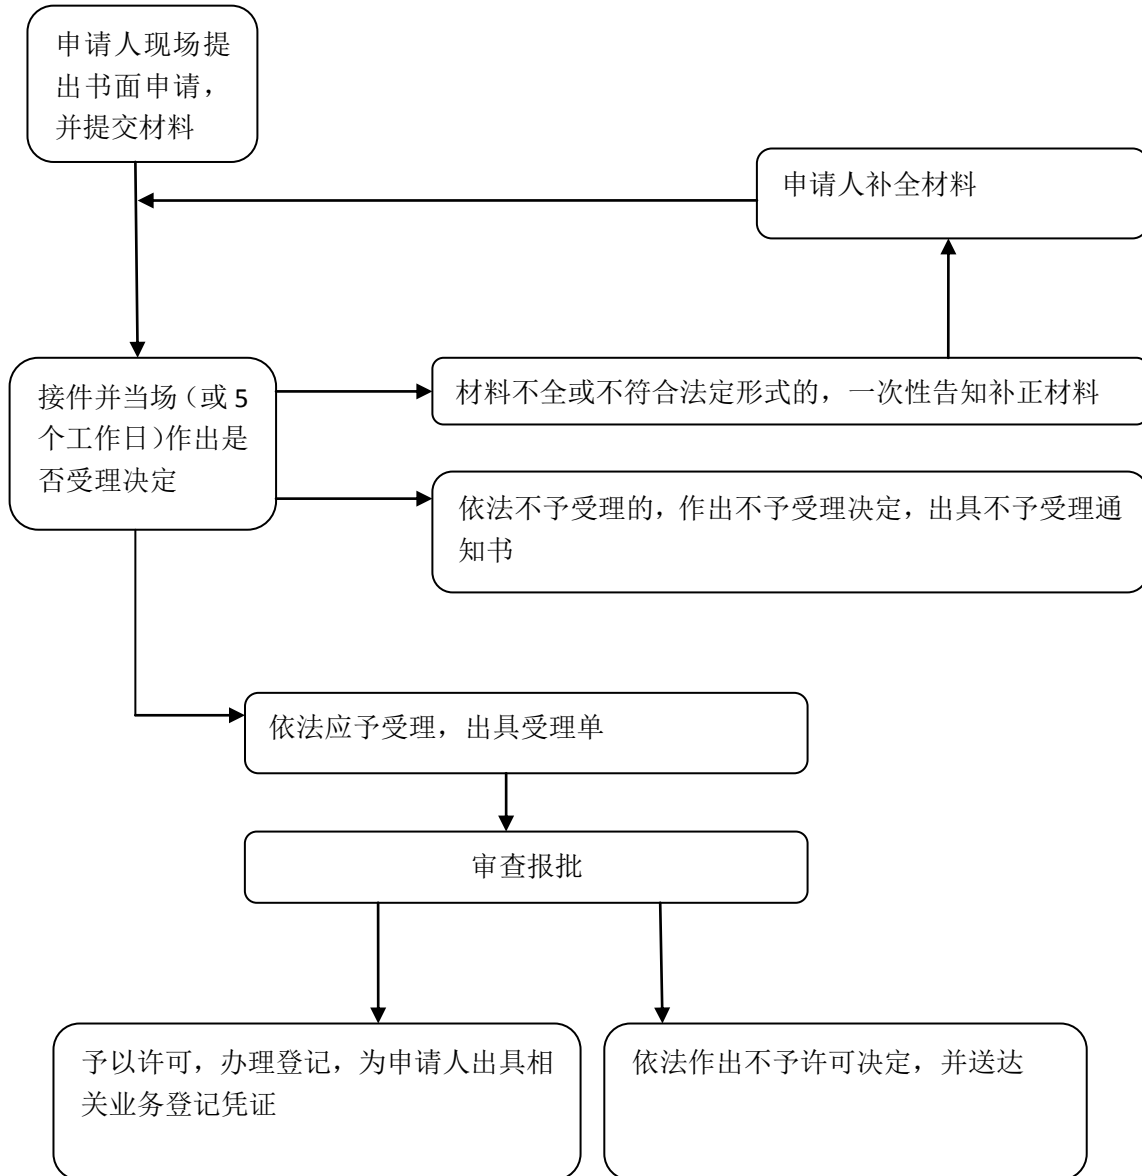 申请人现场提
出书面申请，
并提交材料
申请人补全材料
接件并当场（或 5
个工作日）作出是
否受理决定
材料不全或不符合法定形式的，一次性告知补正材料
依法不予受理的，作出不予受理决定，出具不予受理通
知书
依法应予受理，出具受理单
审查报批
予以许可，办理登记，为申请人出具相
关业务登记凭证
依法作出不予许可决定，并送达